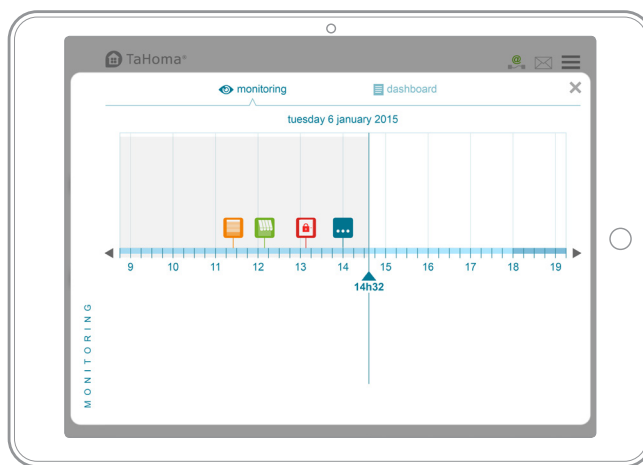 TaHoma®
@
monitoring
dashboard
tuesday 6 january 2015
...
9 10 11 12 13 14 15 16 17 18 19
14h32
MONITORING